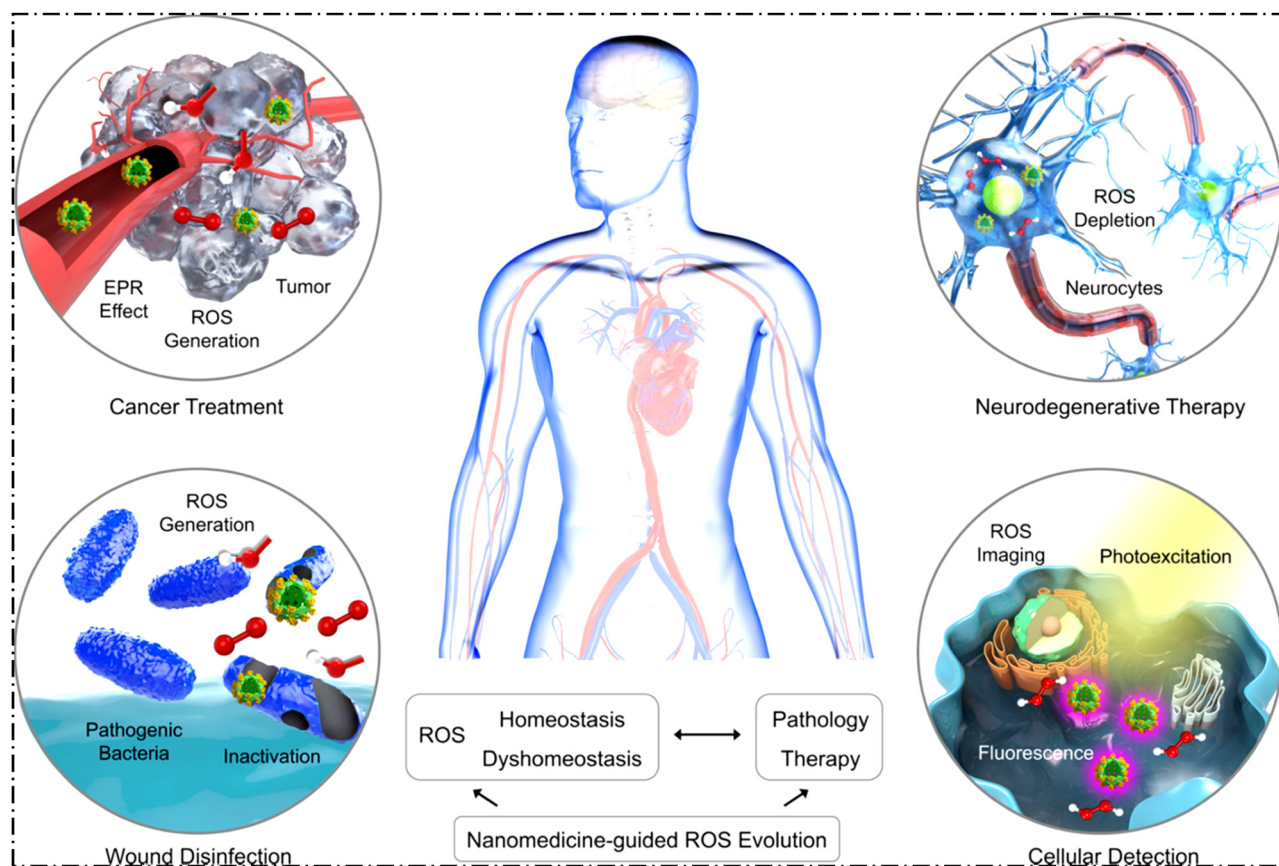 EPR
Effect
ROS
Generation
Tumor
Cancer Treatment
ROS
Depletion
Neurocytes
Neurodegenerative Therapy
ROS
Generation
Pathogenic
Bacteria
Inactivation
Wound Disinfection
ROS
Imaging
Photoexcitation
Fluorescence
Cellular Detection
ROS
Homeostasis
Dyshomeostasis
Pathology
Therapy
Nanomedicine-guided ROS Evolution